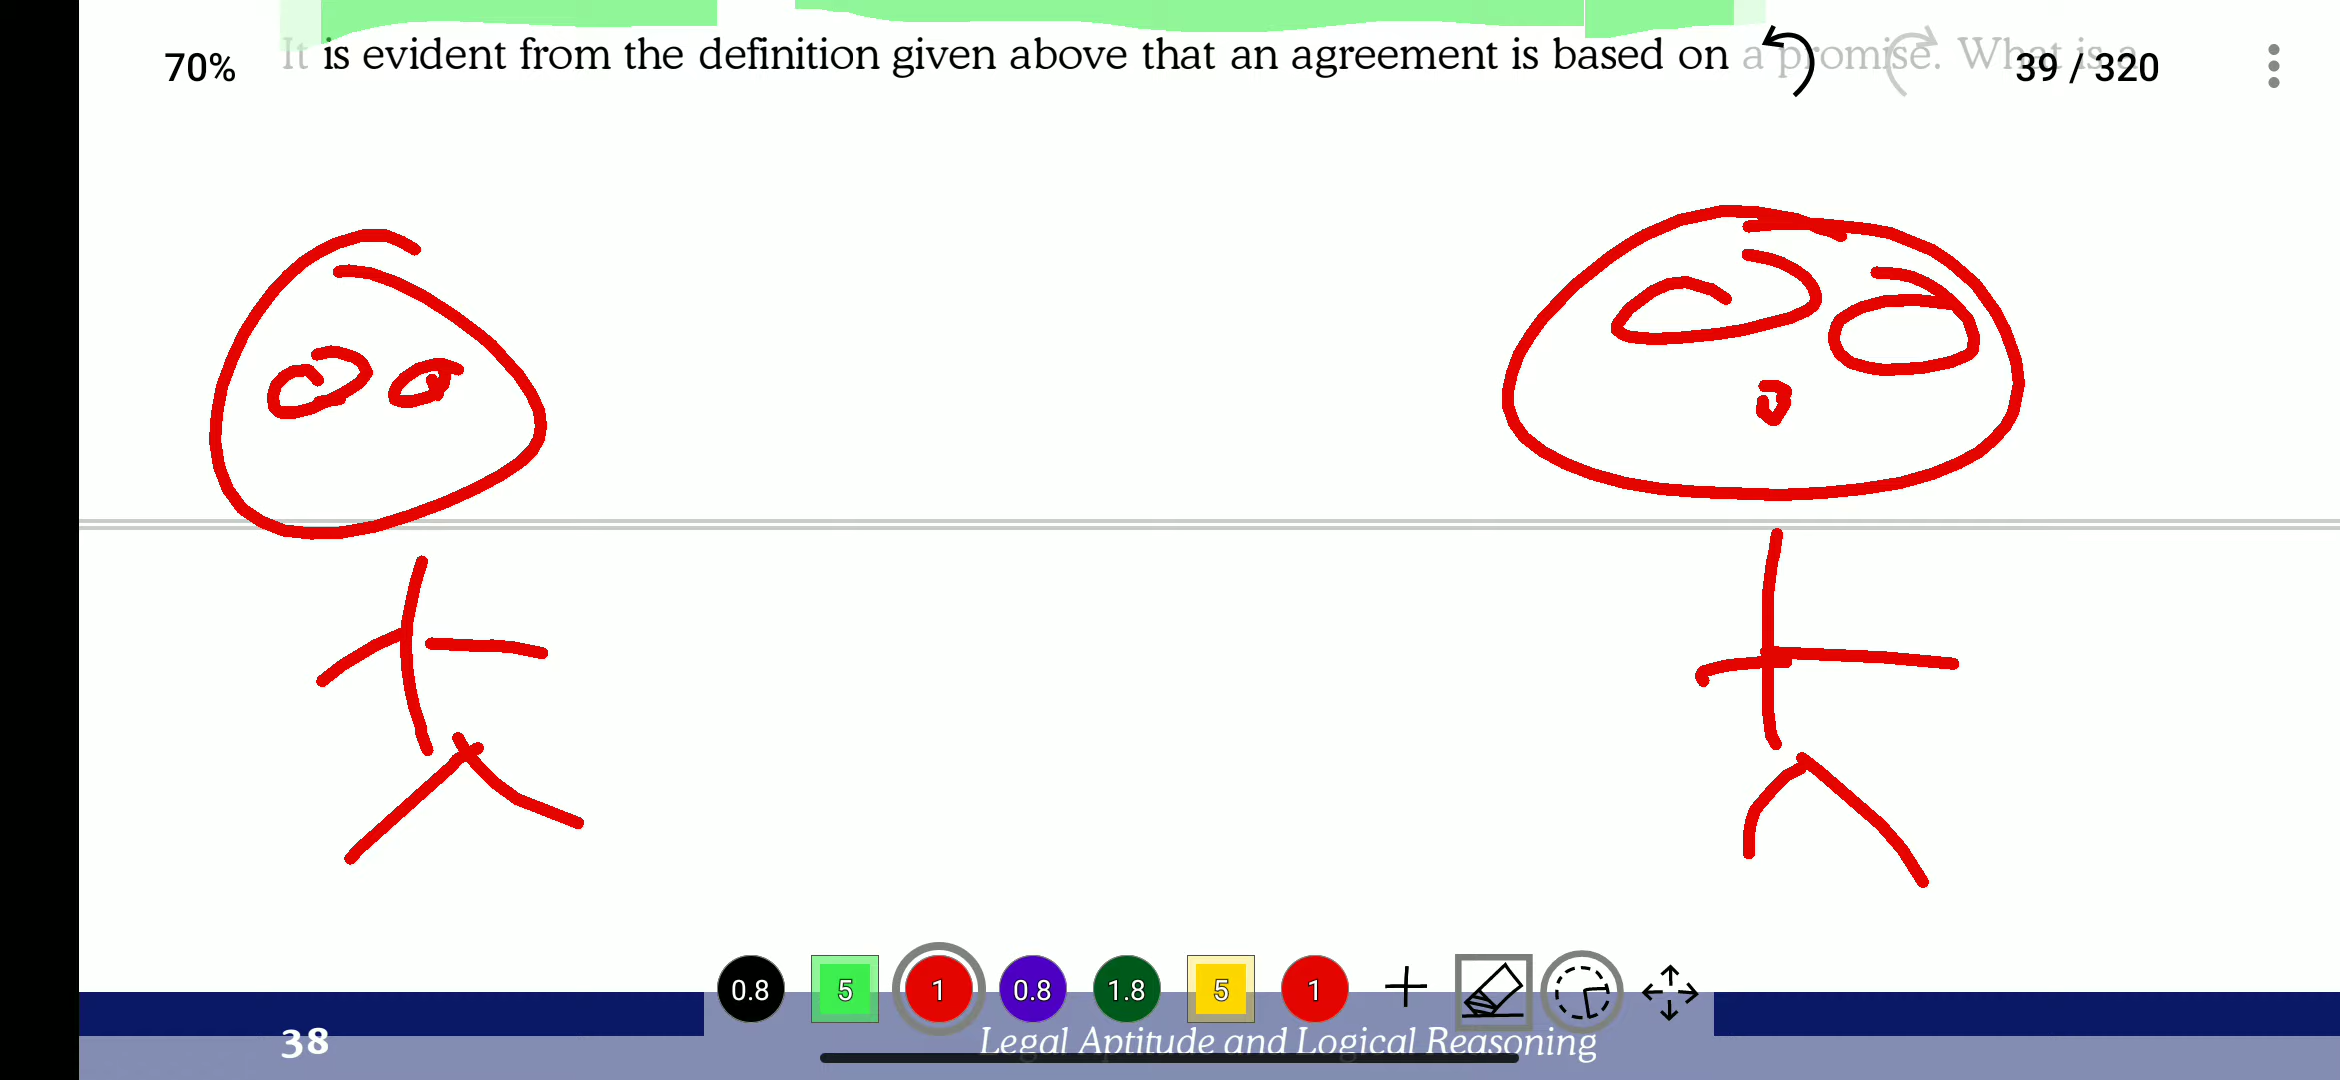 70%
It is evident from the definition given above that an agreement is based on a promise. What is a
39 / 320
0.8 5 1 0.8 1.8 5 1
38
Legal Aptitude and Logical Reasoning